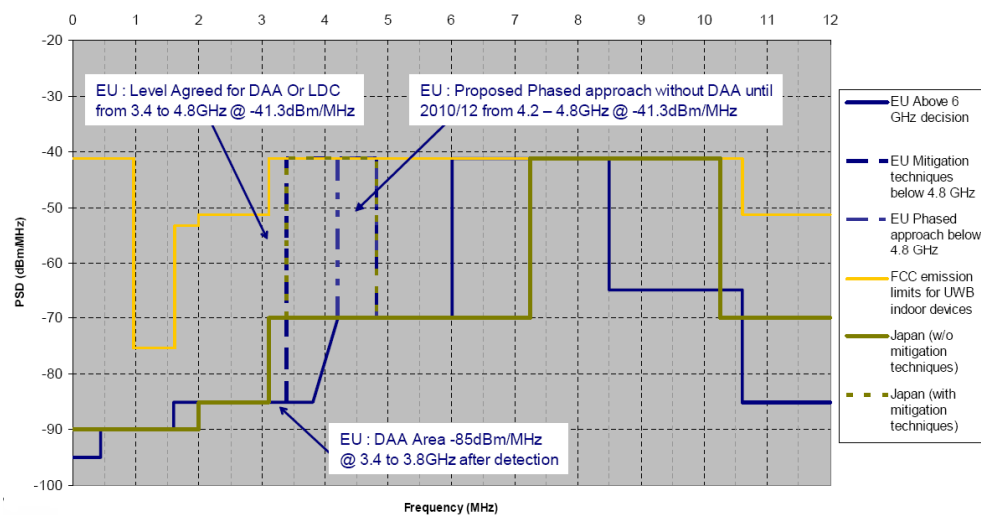 0 1 2 3 4 5 6 7 8 9 10 11 12
-20
-30
-40
-50
-60
-70
-80
-90
-100
PSD (dBm/MHz)
EU : Level Agreed for DAA Or LDC
from 3.4 to 4.8GHz @ -41.3dBm/MHz
EU : Proposed Phased approach without DAA until
2010/12 from 4.2 – 4.8GHz @ -41.3dBm/MHz
EU : DAA Area -85dBm/MHz
@ 3.4 to 3.8GHz after detection
Frequency (MHz)
EU Above 6
GHz decision
EU Mitigation
techniques
below 4.8 GHz
EU Phased
approach below
4.8 GHz
FCC emission
limits for UWB
indoor devices
Japan (w/o
mitigation
techniques)
Japan (with
mitigation
techniques)